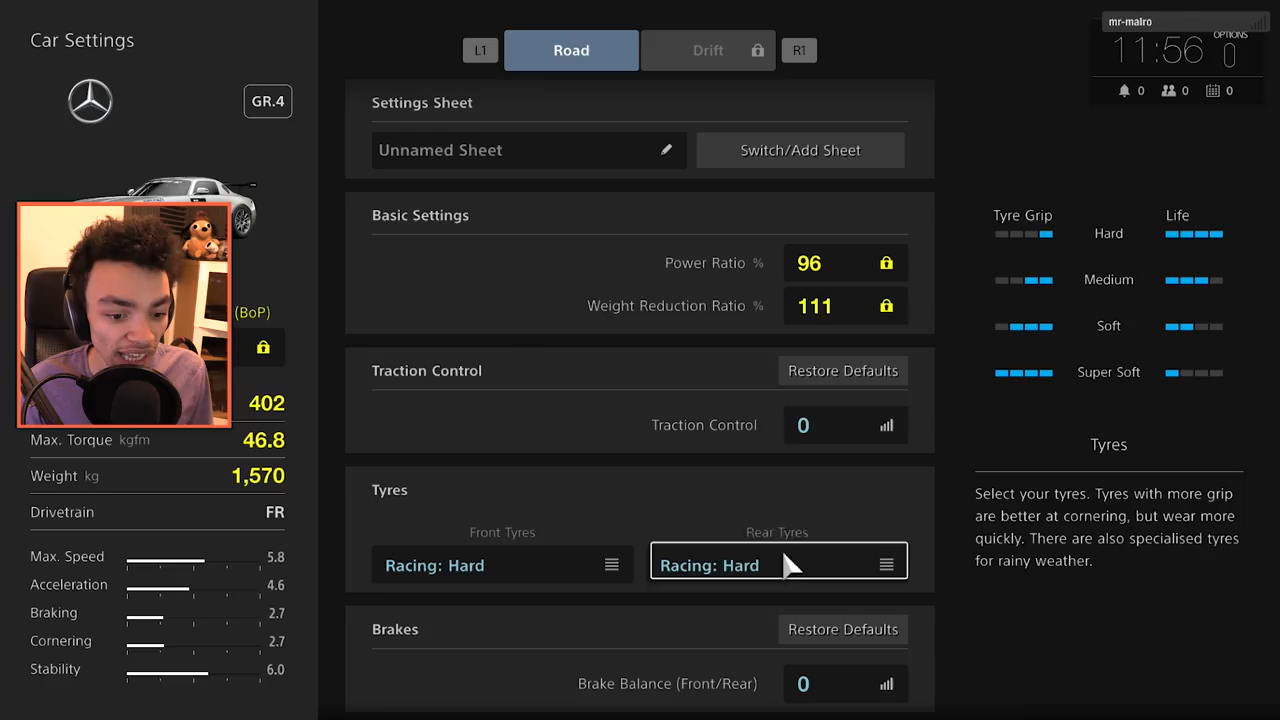 Car Settings
GR.4
(BoP)
402
Max. Torque kgfm 46.8
Weight kg 1,570
Drivetrain FR
Max. Speed 5.8
Acceleration 4.6
Braking 2.7
Cornering 2.7
Stability 6.0
L1 Road Drift R1
Settings Sheet
Unnamed Sheet Switch/Add Sheet
Basic Settings
Power Ratio % 96
Weight Reduction Ratio % 111
Traction Control Restore Defaults
Traction Control 0
Tyres
Front Tyres Rear Tyres
Racing: Hard Racing: Hard
Brakes Restore Defaults
Brake Balance (Front/Rear) 0
mr-malro
11:56 OPTIONS
0 0 0
Tyre Grip Life
Hard
Medium
Soft
Super Soft
Tyres
Select your tyres. Tyres with more grip
are better at cornering, but wear more
quickly. There are also specialised tyres
for rainy weather.